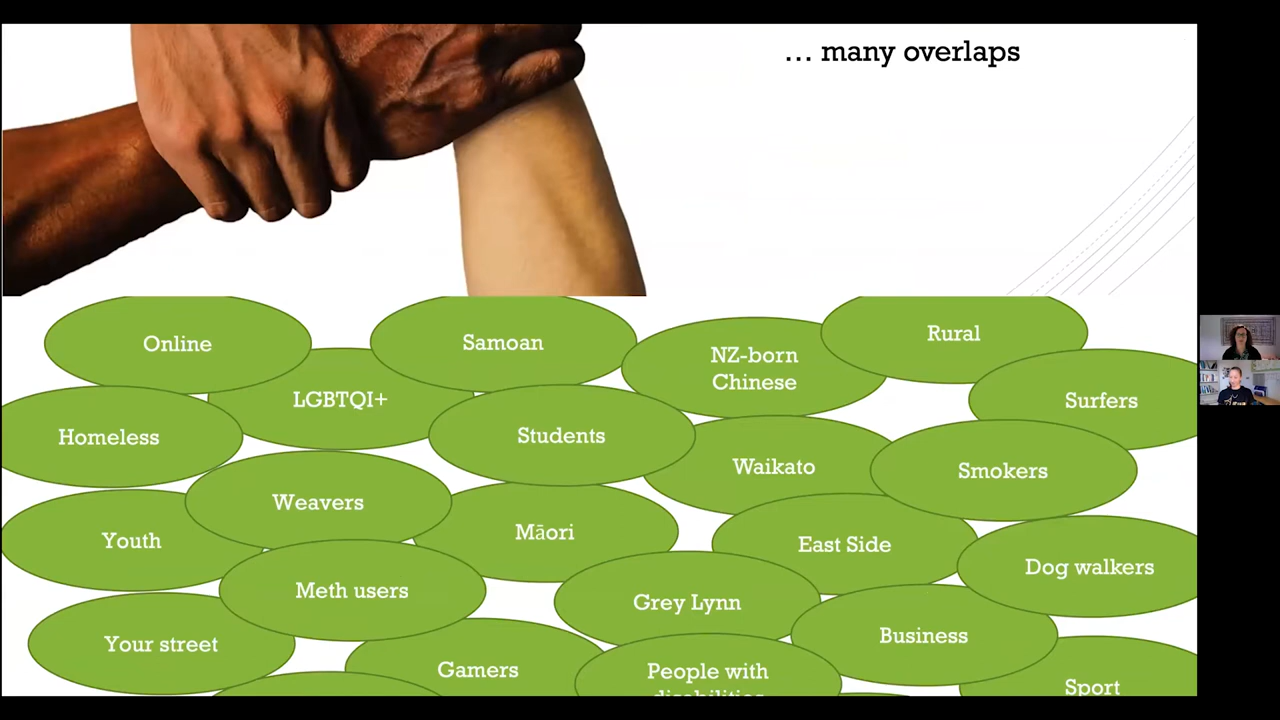 … many overlaps
Online
Samoan
NZ-born
Chinese
Rural
LGBTQI+
Surfers
Homeless
Students
Waikato
Smokers
Weavers
Youth
Māori
East Side
Dog walkers
Meth users
Grey Lynn
Your street
Business
Gamers
People with
disabilities
Sport